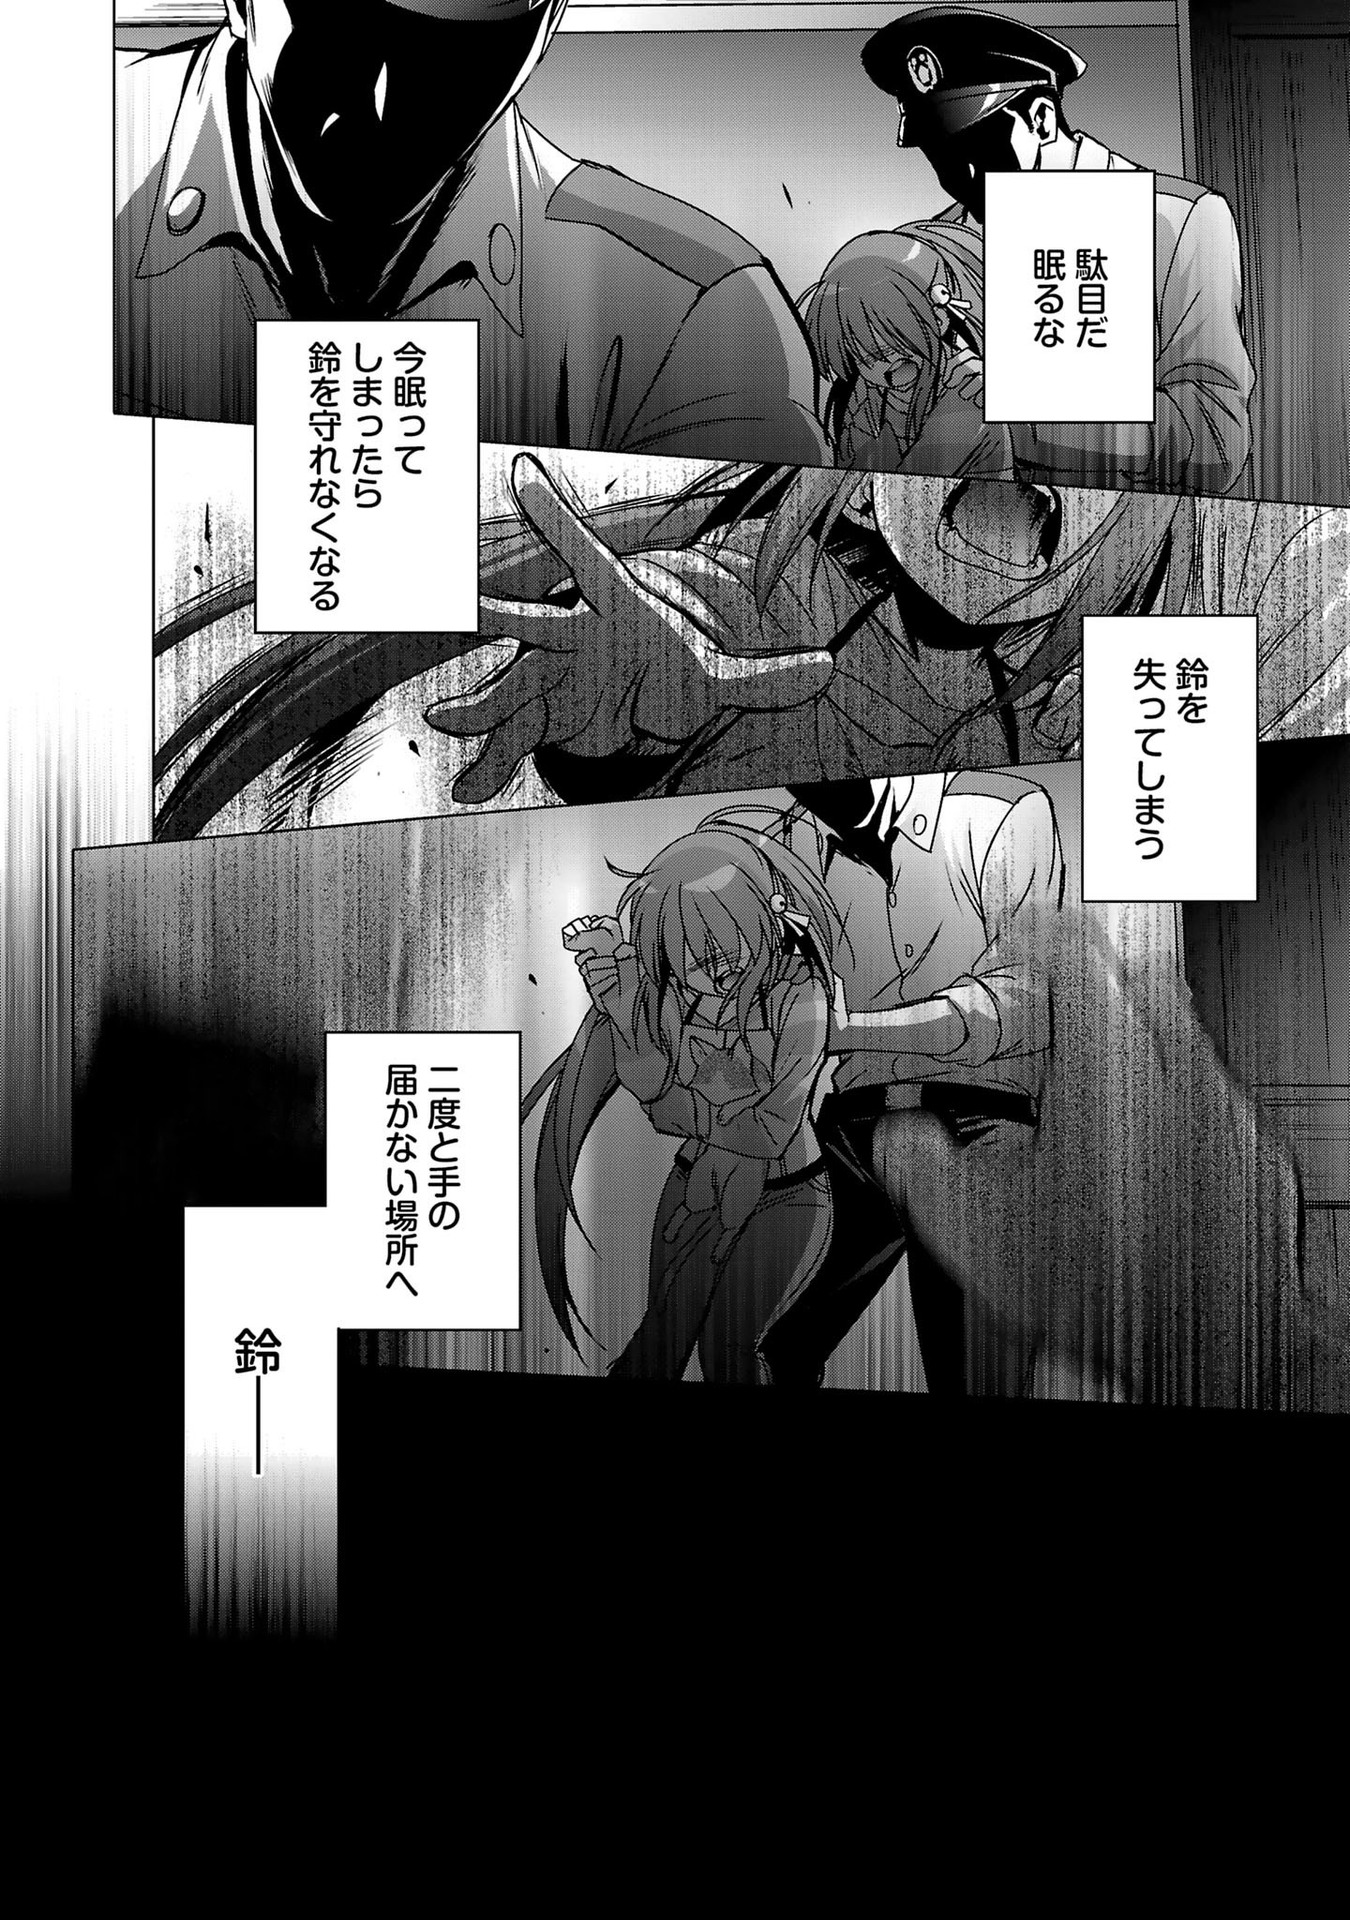 駄目だ
眠るな
今眠って
しまったら
鈴を守れなくなる
鈴を
失ってしまう
二度と手の
届かない場所へ
鈴――